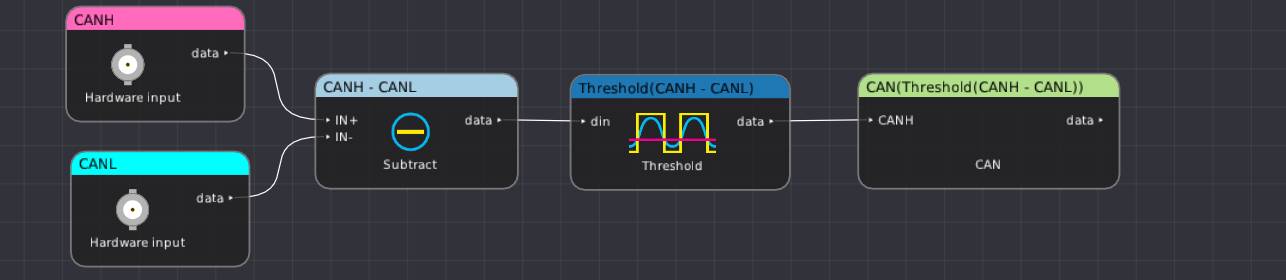 CANH
data
Hardware input
CANL
data
Hardware input
CANH - CANL
IN+
IN-
data
Subtract
Threshold(CANH - CANL)
din
data
Threshold
CAN(Threshold(CANH - CANL))
CANH
data
CAN